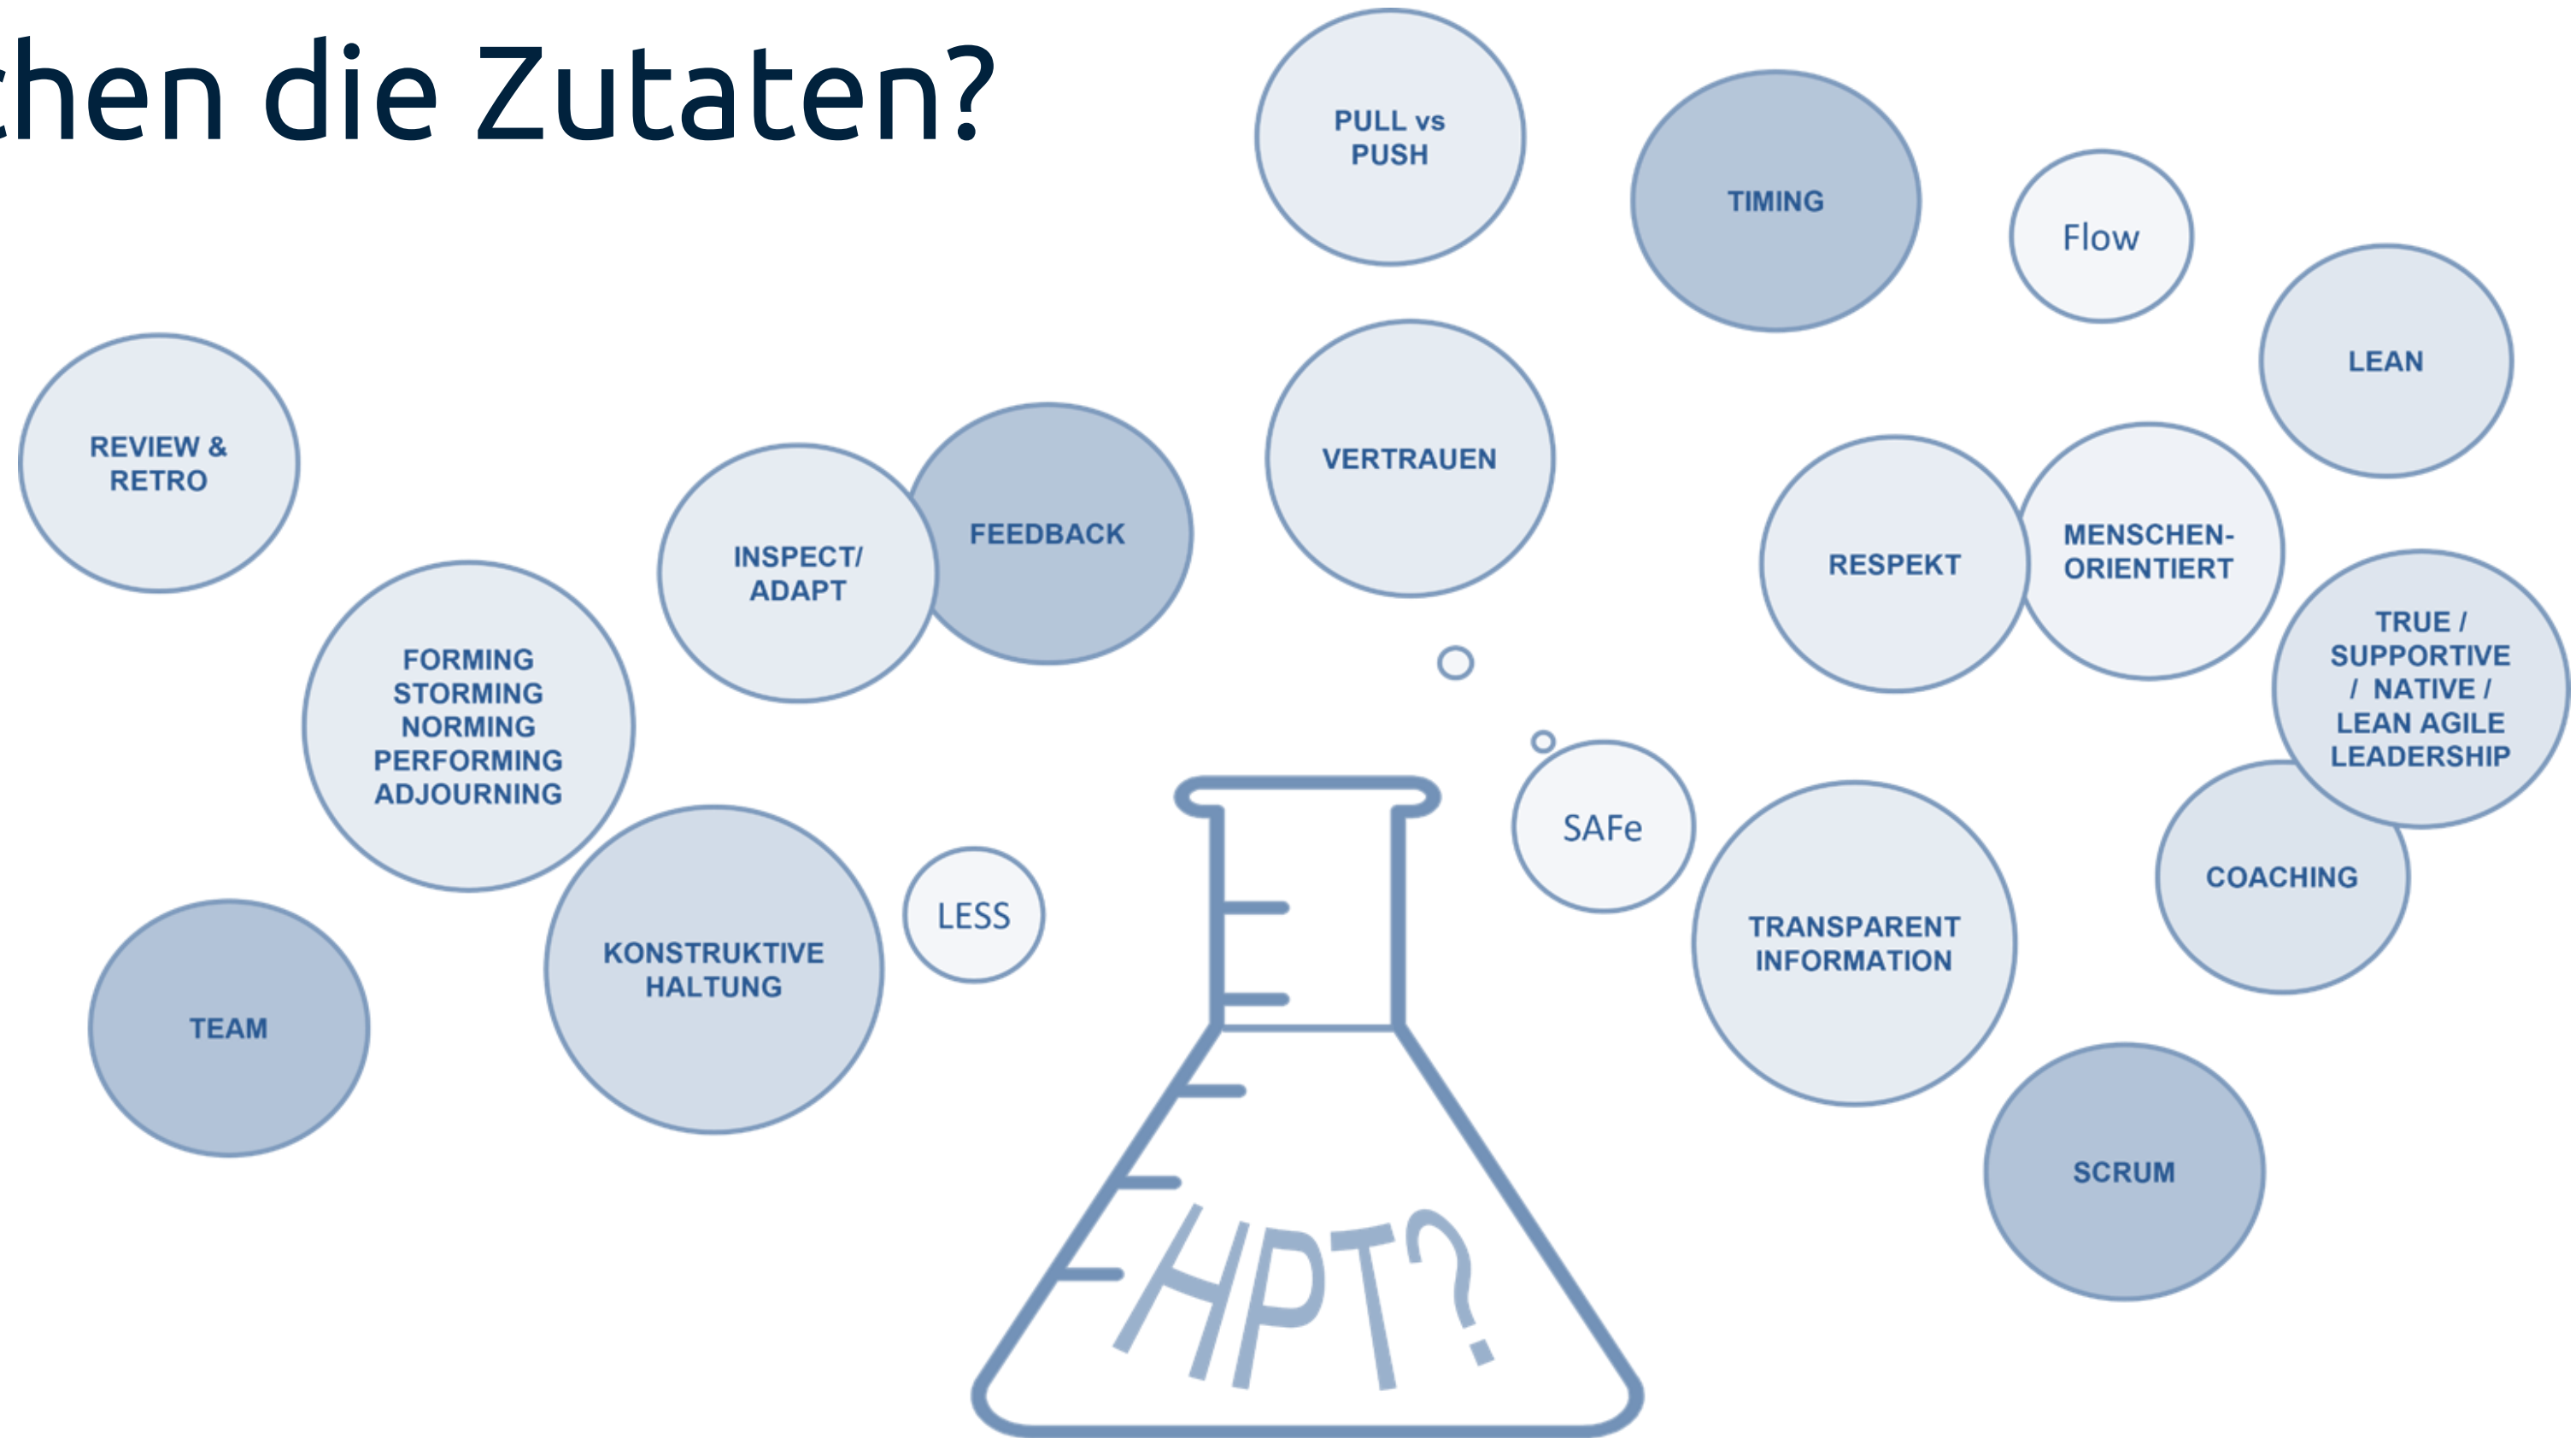 chen die Zutaten?
PULL vs
PUSH
TIMING
Flow
LEAN
REVIEW &
RETRO
INSPECT/
ADAPT
FEEDBACK
VERTRAUEN
RESPEKT
MENSCHEN-
ORIENTIERT
FORMING
STORMING
NORMING
PERFORMING
ADJOURNING
TRUE /
SUPPORTIVE
/ NATIVE /
LEAN AGILE
LEADERSHIP
KONSTRUKTIVE
HALTUNG
LESS
SAFe
TRANSPARENT
INFORMATION
COACHING
TEAM
SCRUM
HPT?